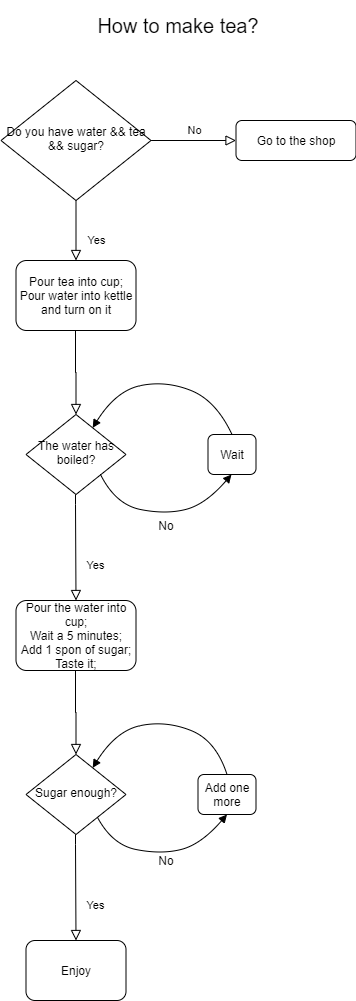 How to make tea?
Do you have water && tea
&& sugar?
No
Go to the shop
Yes
Pour tea into cup;
Pour water into kettle
and turn on it
The water has
boiled?
Wait
No
Yes
Pour the water into
cup;
Wait a 5 minutes;
Add 1 spon of sugar;
Taste it;
Sugar enough?
Add one
more
No
Yes
Enjoy